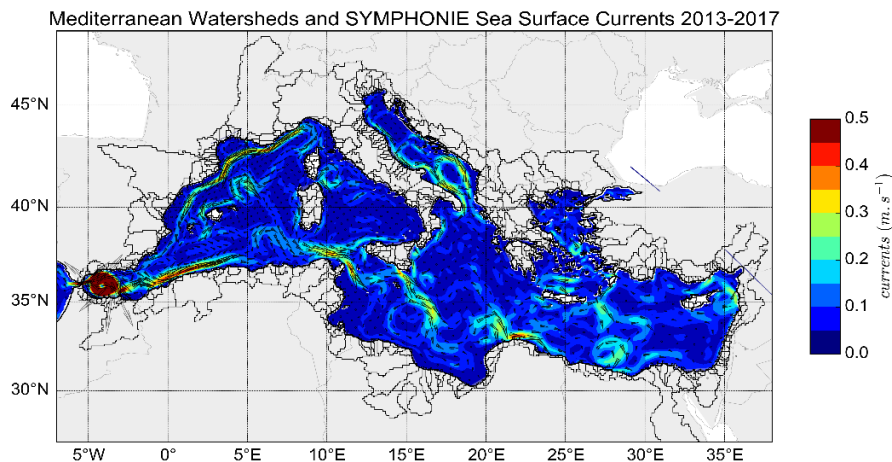 Mediterranean Watersheds and SYMPHONIE Sea Surface Currents 2013-2017
45°N
40°N
35°N
30°N
5°W 0° 5°E 10°E 15°E 20°E 25°E 30°E 35°E
0.5
0.4
0.3
0.2
0.1
0.0
currents (m.s⁻¹)